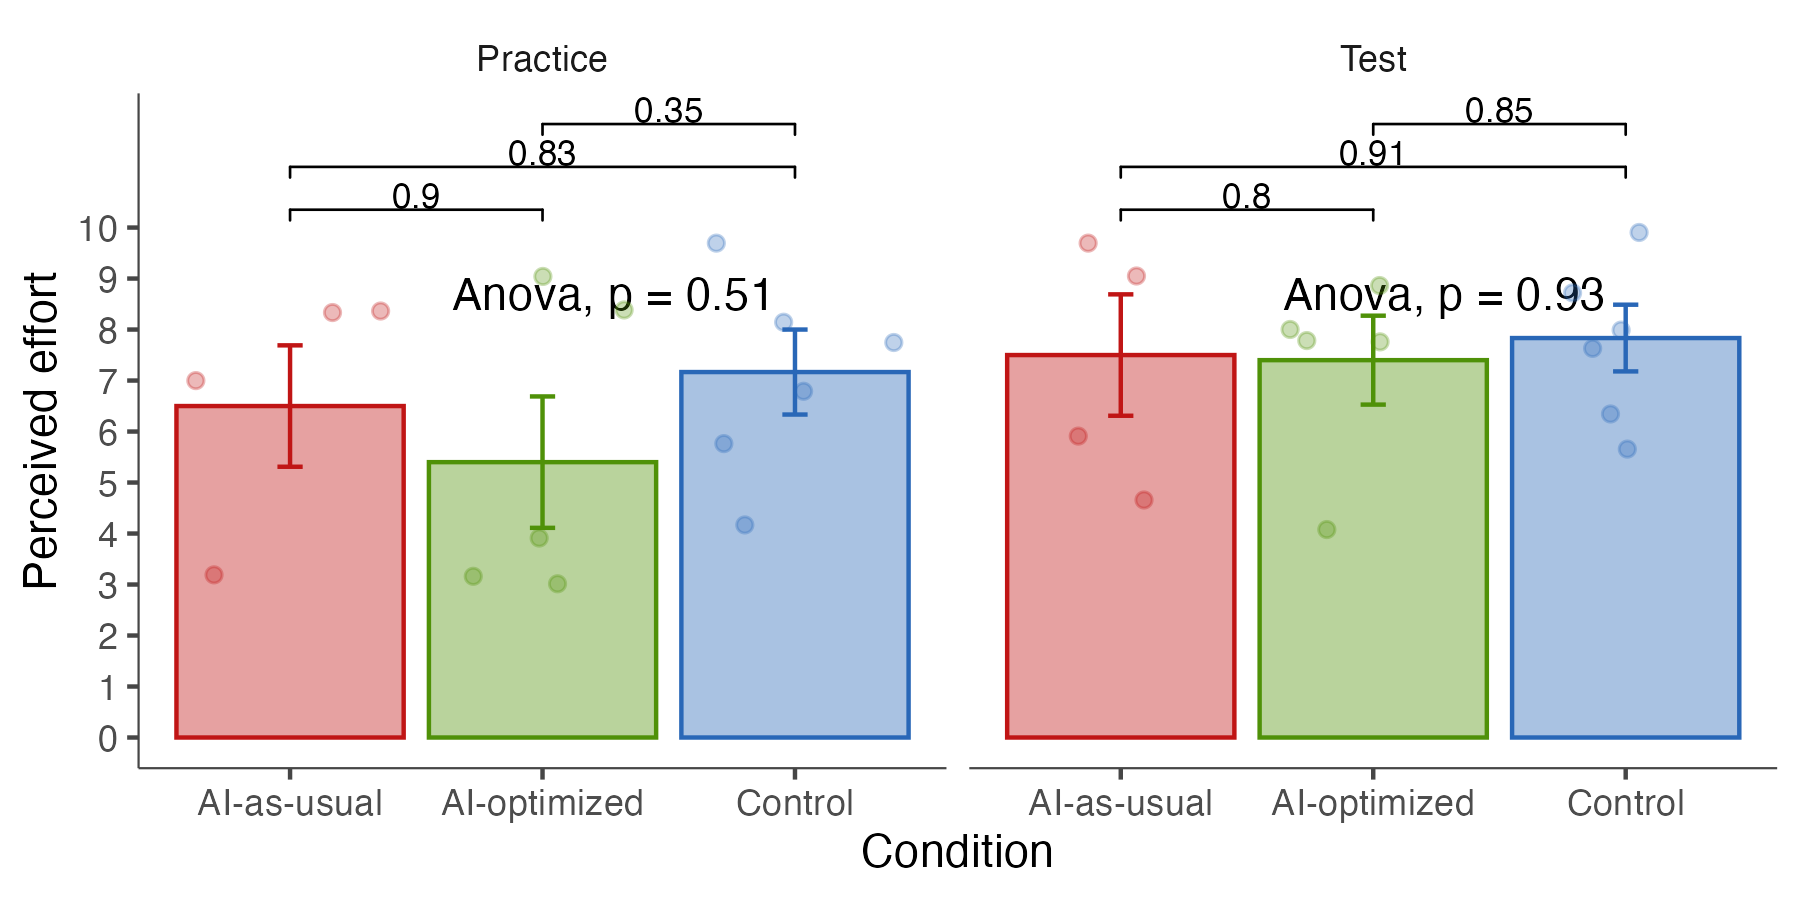 Practice Test
0.35 0.85
0.83 0.91
0.9 0.8
Anova, p = 0.51 Anova, p = 0.93
Perceived effort
10
9
8
7
6
5
4
3
2
1
0
AI-as-usual AI-optimized Control AI-as-usual AI-optimized Control
Condition